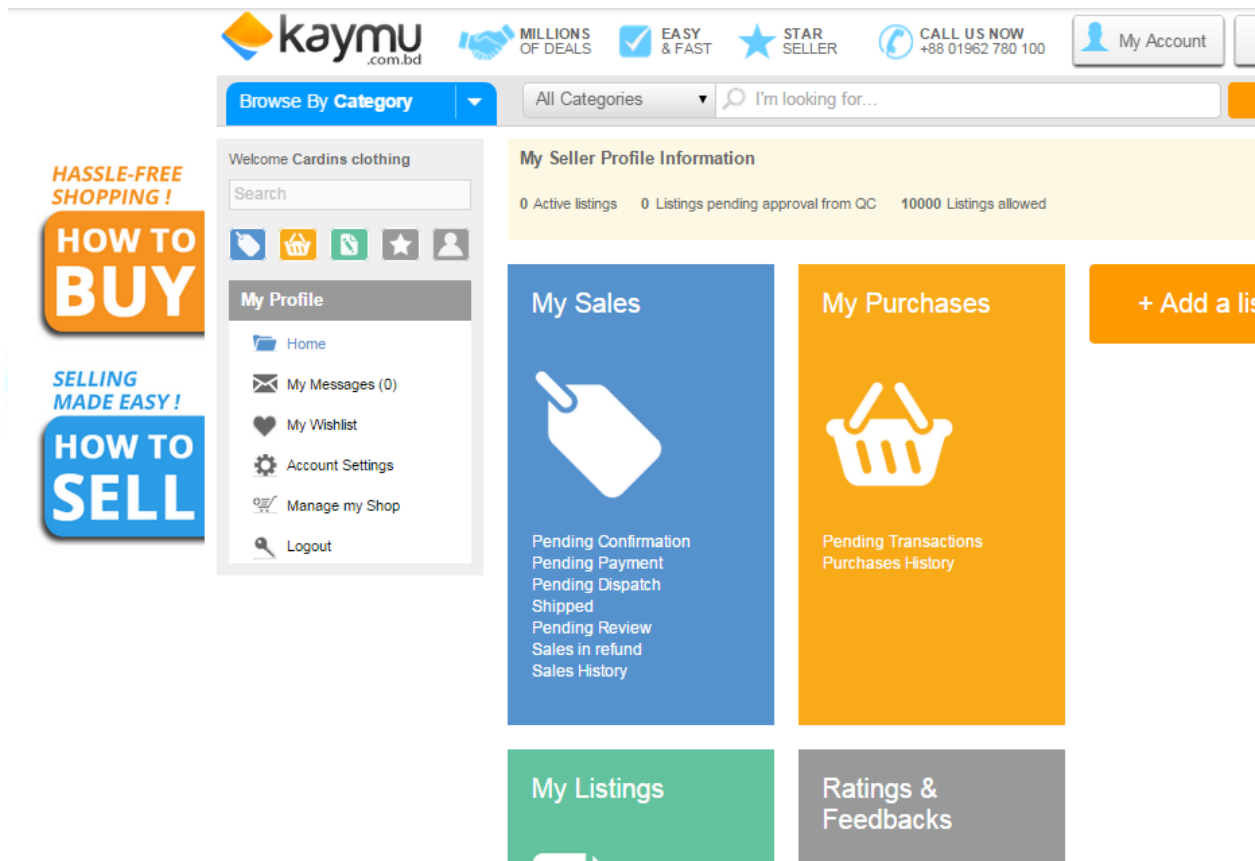 kaymu
.com.bd
MILLIONS
OF DEALS
EASY
& FAST
STAR
SELLER
CALL US NOW
+88 01962 780 100
My Account
Browse By Category
All Categories
I'm looking for...
HASSLE-FREE
SHOPPING !
HOW TO
BUY
SELLING
MADE EASY !
HOW TO
SELL
Welcome Cardins clothing
Search
My Profile
Home
My Messages (0)
My Wishlist
Account Settings
Manage my Shop
Logout
My Seller Profile Information
0 Active listings 0 Listings pending approval from QC 10000 Listings allowed
My Sales
Pending Confirmation
Pending Payment
Pending Dispatch
Shipped
Pending Review
Sales in refund
Sales History
My Purchases
Pending Transactions
Purchases History
+ Add a lis
My Listings
Ratings &
Feedbacks